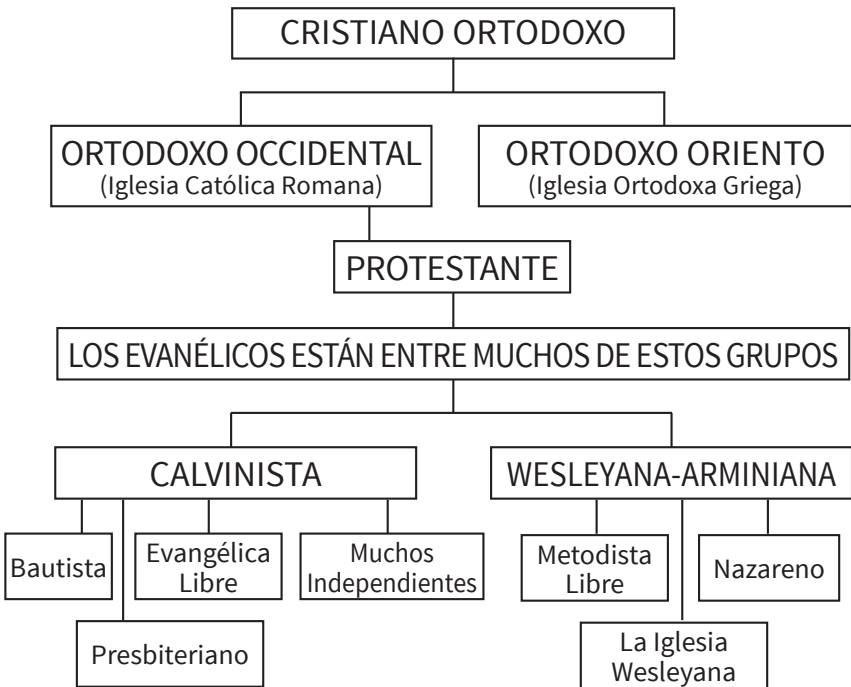 CRISTIANO ORTODOXO
ORTODOXO OCCIDENTAL
(Iglesia Católica Romana)
ORTODOXO ORIENTO
(Iglesia Ortodoxa Griega)
PROTESTANTE
LOS EVANÉLICOS ESTÁN ENTRE MUCHOS DE ESTOS GRUPOS
CALVINISTA
WESLEYANA-ARMINIANA
Bautista
Evangélica
Libre
Muchos
Independientes
Metodista
Libre
Nazareno
Presbiteriano
La Iglesia
Wesleyana